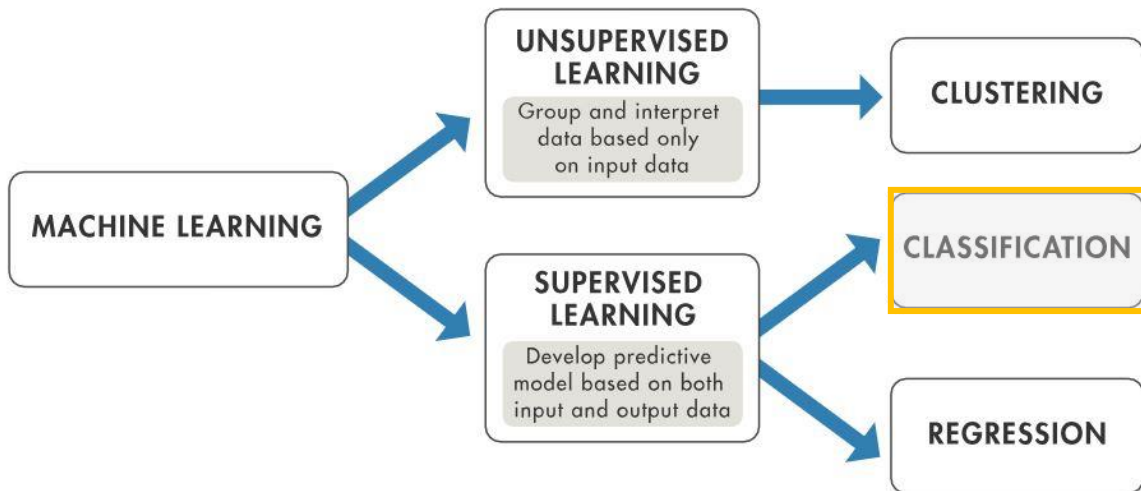 MACHINE LEARNING
UNSUPERVISED
LEARNING
Group and interpret
data based only
on input data
SUPERVISED
LEARNING
Develop predictive
model based on both
input and output data
CLUSTERING
CLASSIFICATION
REGRESSION